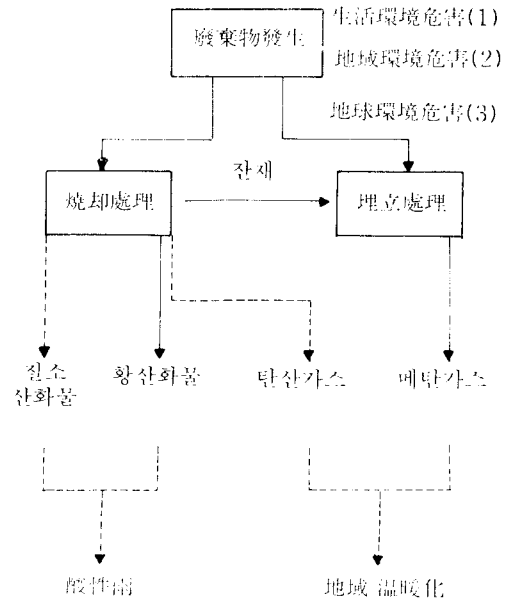 廢棄物發生
生活環境危害(1)
地域環境危害(2)
地球環境危害(3)
잔재
燒却處理
埋立處理
질소
산화물
황산화물
탄산가스
메탄가스
酸性雨
地域 温暖化